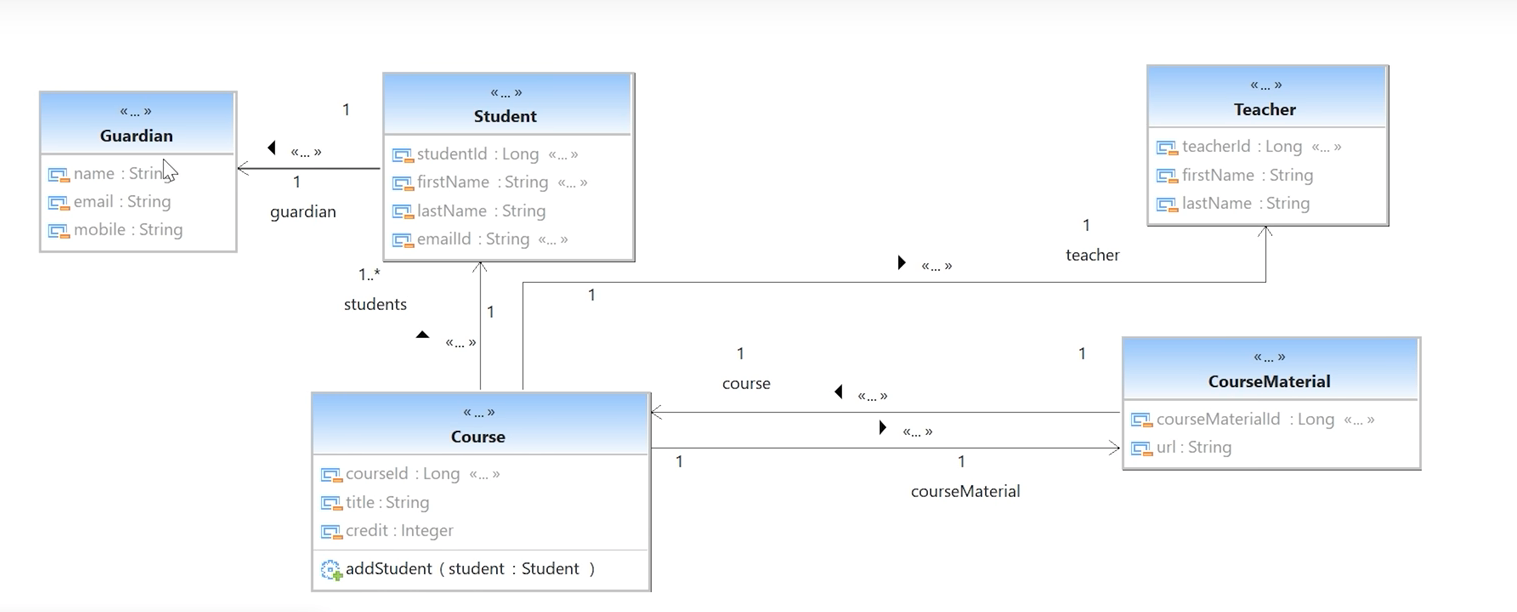 «... »
Guardian
name : String
email : String
mobile : String
1
«... »
1
guardian
«... »
Student
studentId : Long «... »
firstName : String «... »
lastName : String
emailId : String «... »
«... »
Teacher
teacherId : Long «... »
firstName : String
lastName : String
1..*
students
1
«... »
1
«... »
1
teacher
1
course
«... »
1
«... »
1
1
courseMaterial
«... »
Course
courseId : Long «... »
title : String
credit : Integer
addStudent ( student : Student )
«... »
CourseMaterial
courseMaterialId : Long «... »
url : String